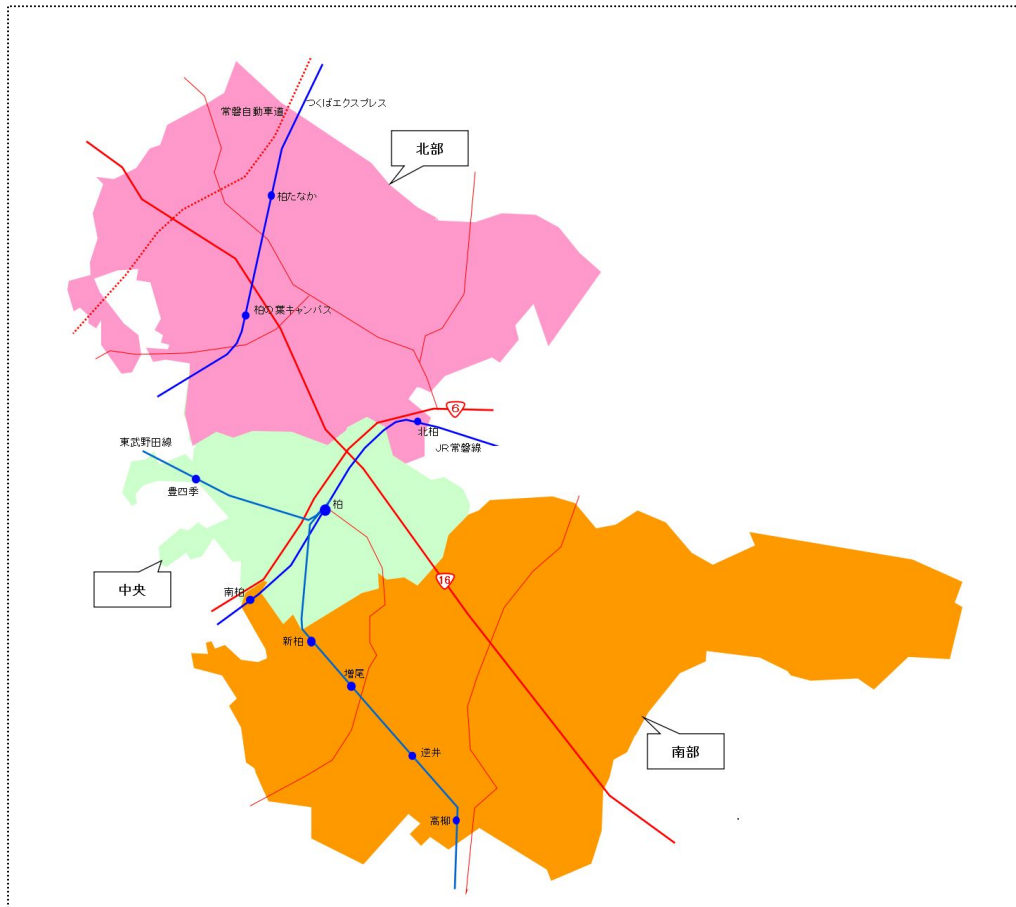 つくばエクスプレス
常磐自動車道
北部
柏たなか
柏の葉キャンパス
6
北柏
東武野田線
JR常磐線
豊四季
柏
16
中央
南柏
新柏
増尾
南部
逆井
高柳